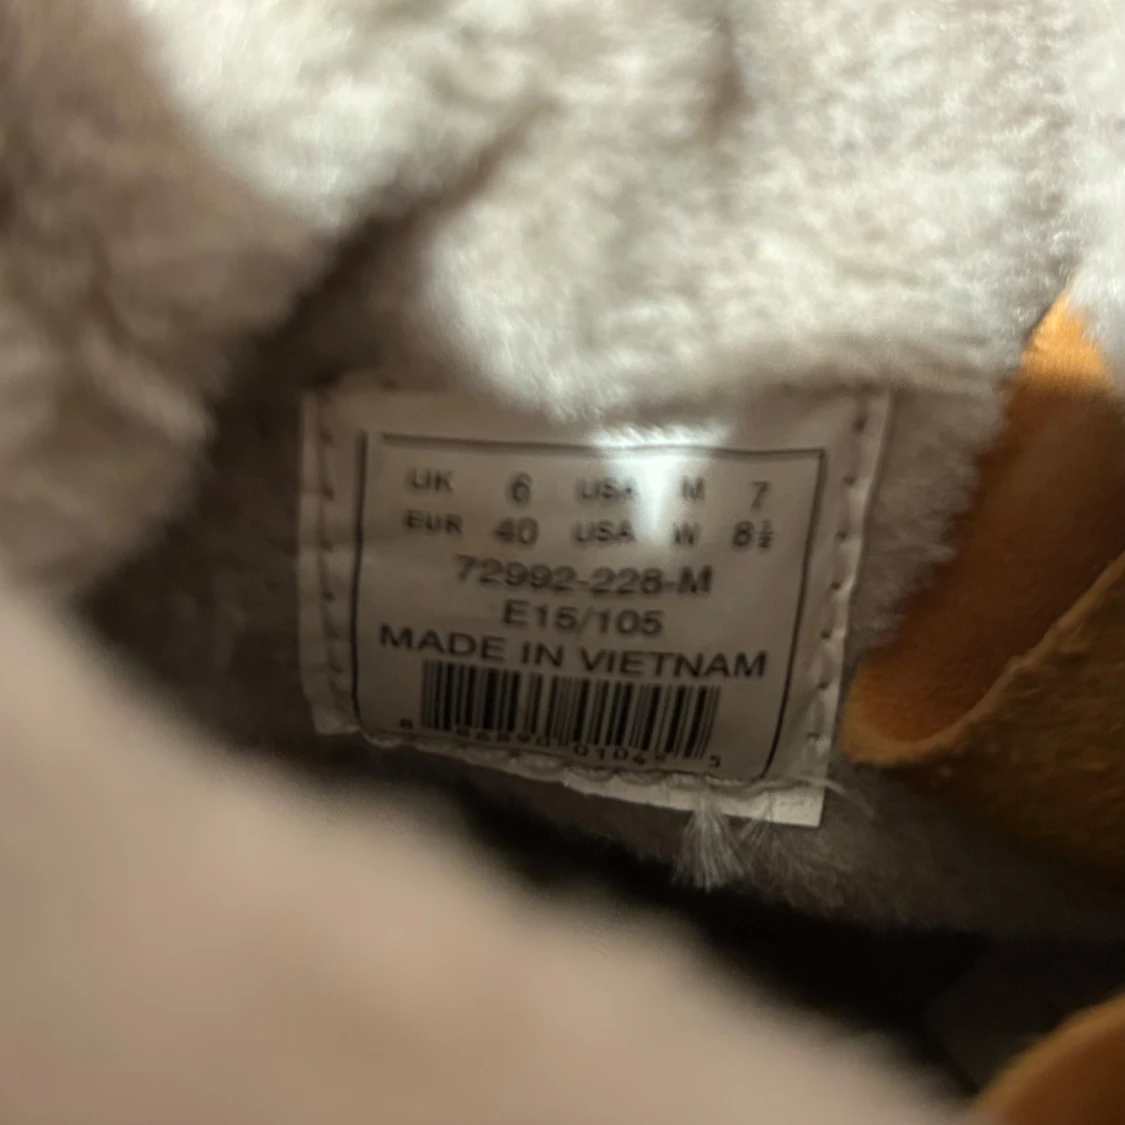 UK 6 USA M 7
EUR 40 USA W 8½
72992-228-M
E15/105
MADE IN VIETNAM